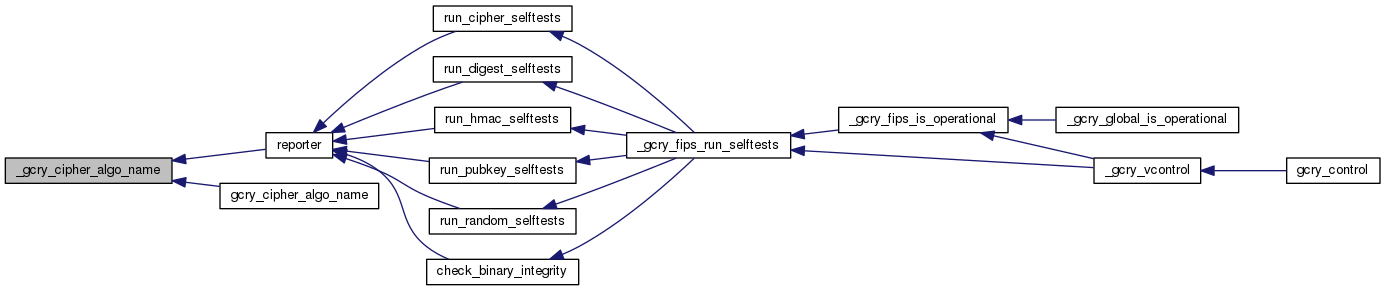 run_cipher_selftests
run_digest_selftests
run_hmac_selftests
_gcry_fips_is_operational
_gcry_global_is_operational
reporter
_gcry_fips_run_selftests
_gcry_cipher_algo_name
run_pubkey_selftests
_gcry_vcontrol
gcry_control
gcry_cipher_algo_name
run_random_selftests
check_binary_integrity